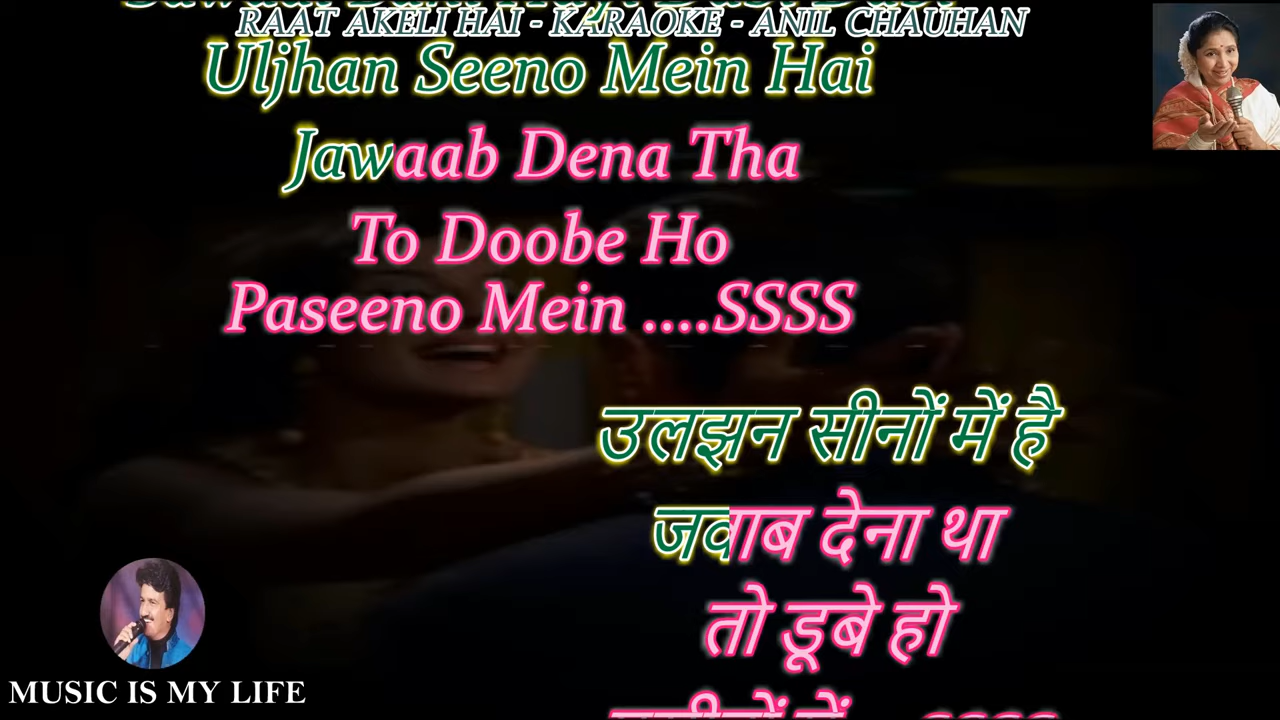 RAAT AKELI HAI - KARAOKE - ANIL CHAUHAN
Uljhan Seeno Mein Hai
Jawaab Dena Tha
To Doobe Ho
Paseeno Mein ....SSSS
उलझन सीनों में है
जवाब देना था
तो डूबे हो
MUSIC IS MY LIFE